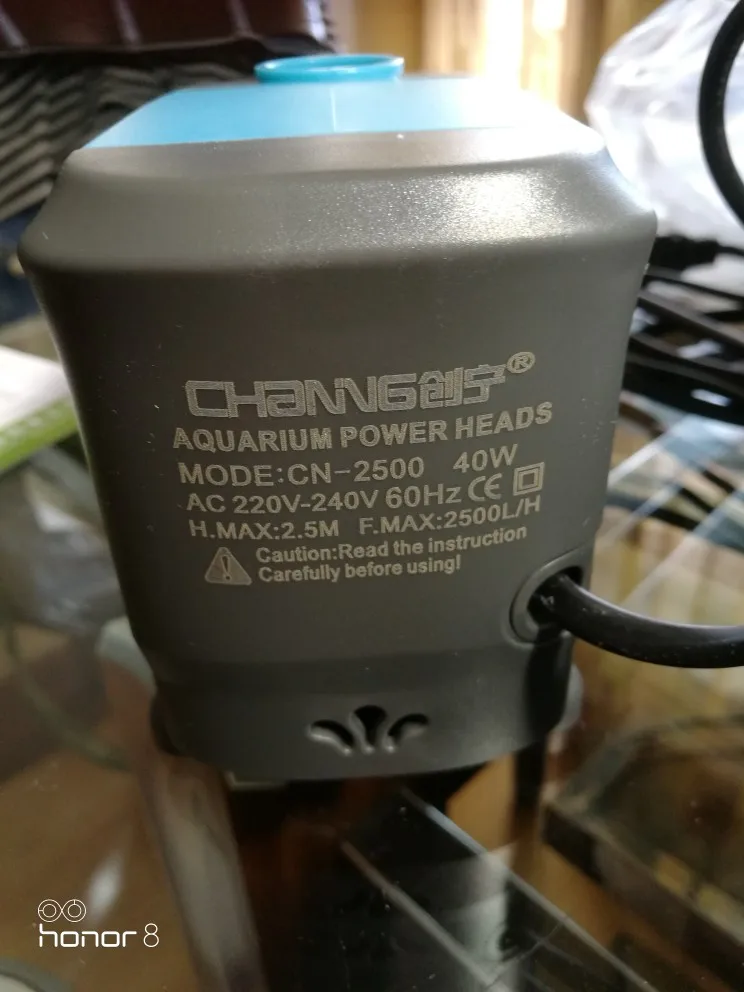 CHANNG创宁®
AQUARIUM POWER HEADS
MODE:CN-2500 40W
AC 220V-240V 60Hz CE
H.MAX:2.5M F.MAX:2500L/H
Caution:Read the instruction
Carefully before using!
honor 8